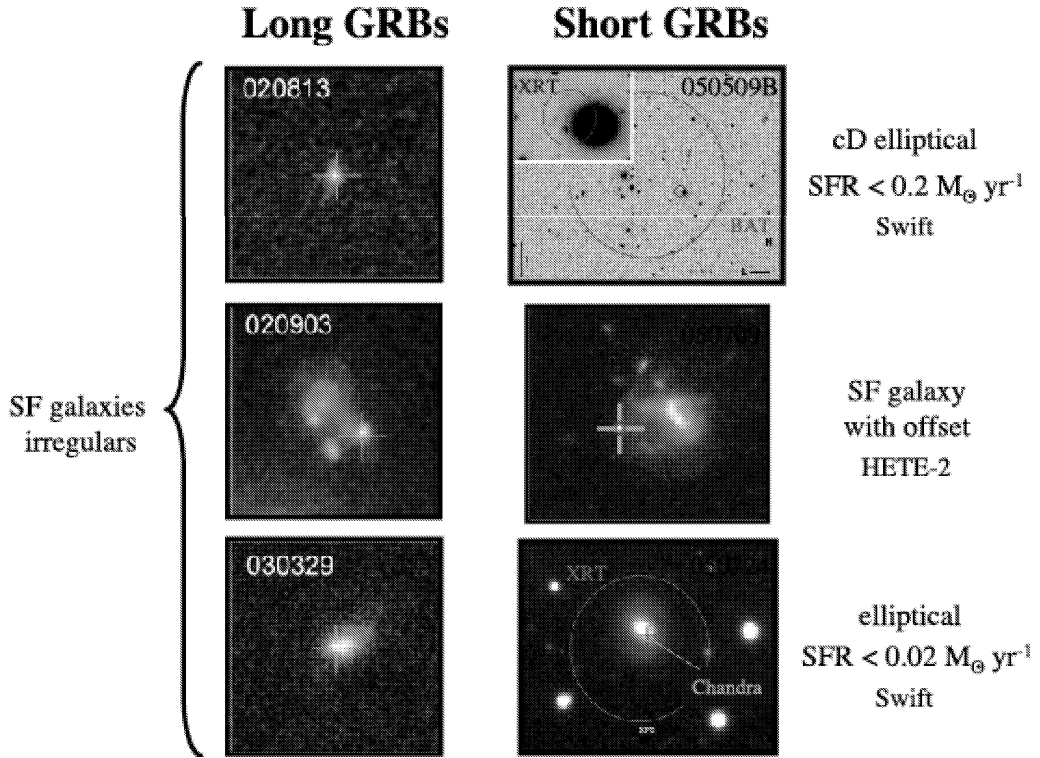 Long GRBs
Short GRBs
020813
XRT
050509B
BAT
cD elliptical
SFR < 0.2 M☉ yr⁻¹
Swift
020903
SF galaxies
irregulars
SF galaxy
with offset
HETE-2
030329
XRT
Chandra
elliptical
SFR < 0.02 M☉ yr⁻¹
Swift